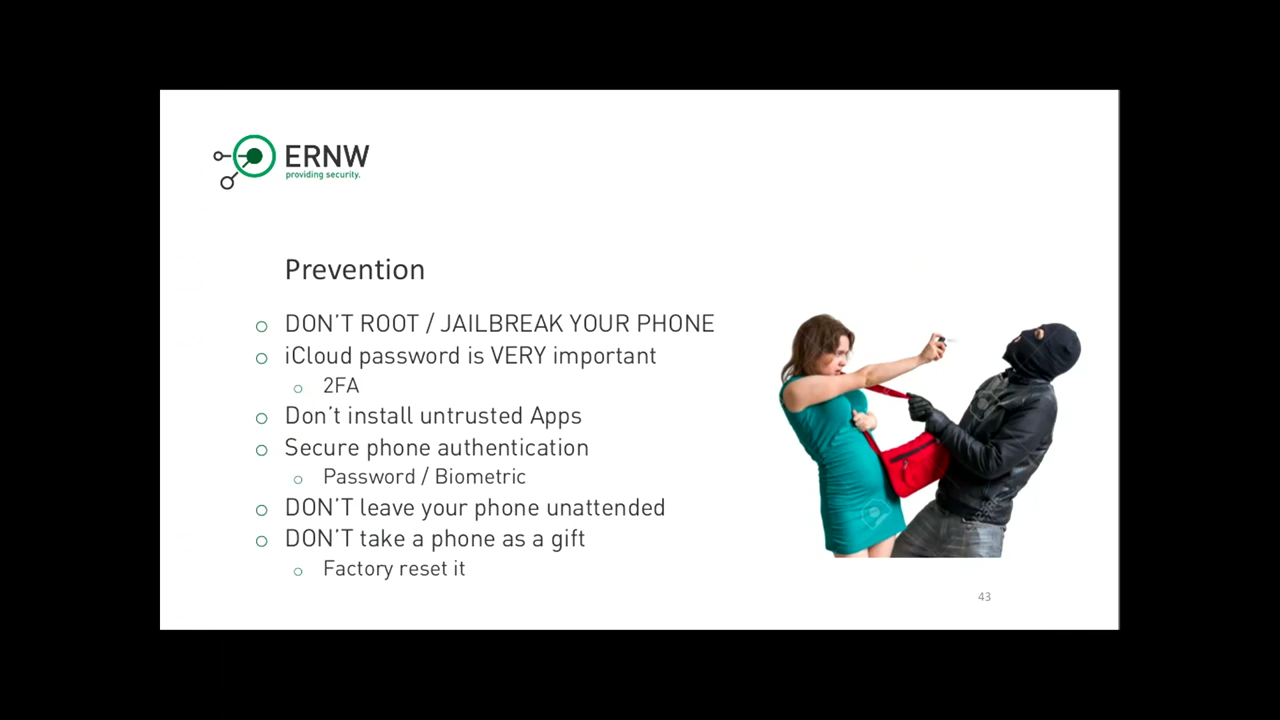 ERNW
providing security.
Prevention
DON'T ROOT / JAILBREAK YOUR PHONE
iCloud password is VERY important
2FA
Don't install untrusted Apps
Secure phone authentication
Password / Biometric
DON'T leave your phone unattended
DON'T take a phone as a gift
Factory reset it
43